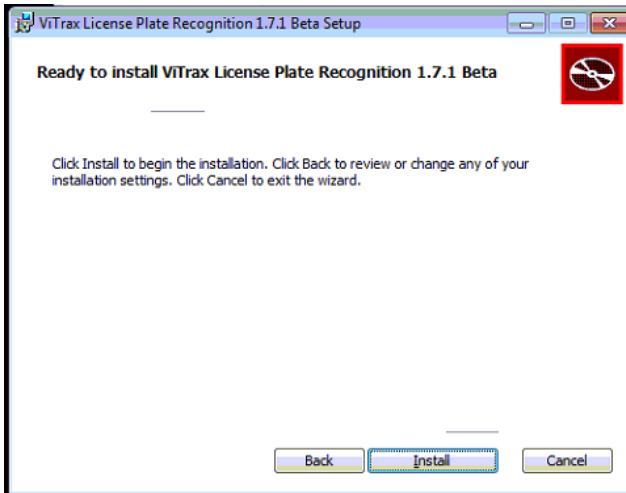 ViTrax License Plate Recognition 1.7.1 Beta Setup
Ready to install ViTrax License Plate Recognition 1.7.1 Beta
Click Install to begin the installation. Click Back to review or change any of your
installation settings. Click Cancel to exit the wizard.
Back Install Cancel